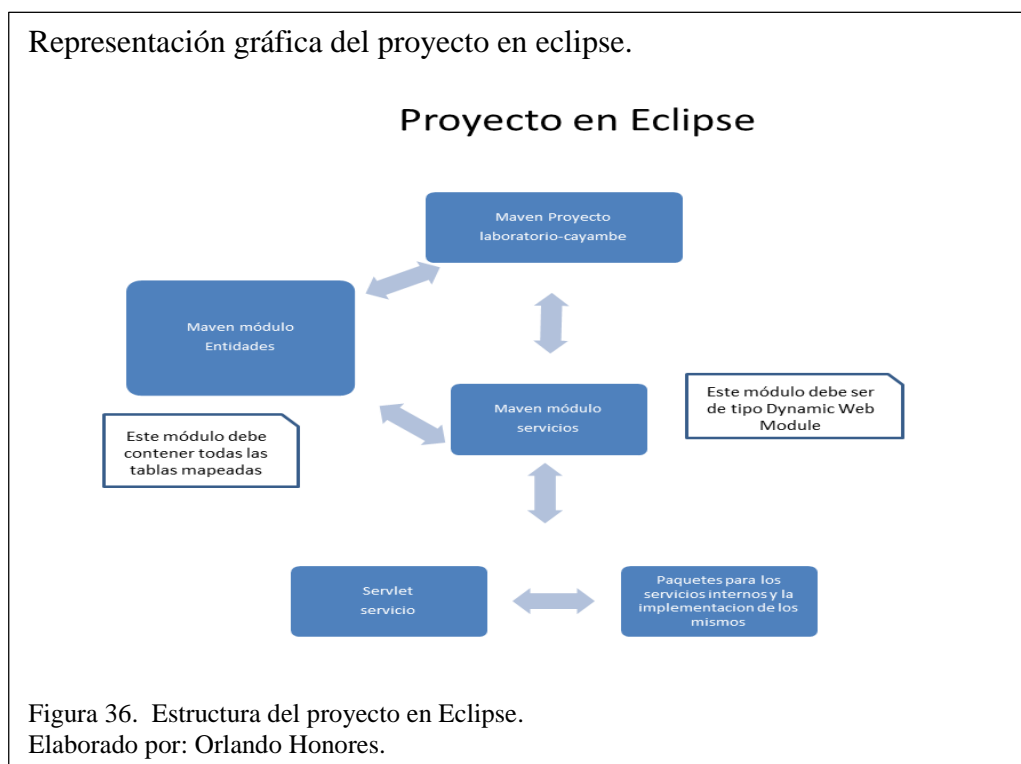 Representación gráfica del proyecto en eclipse.
Proyecto en Eclipse
Maven Proyecto
laboratorio-cayambe
Maven módulo
Entidades
Maven módulo
servicios
Este módulo debe ser
de tipo Dynamic Web
Module
Este módulo debe
contener todas las
tablas mapeadas
Servlet
servicio
Paquetes para los
servicios internos y la
implementacion de los
mismos
Figura 36.  Estructura del proyecto en Eclipse.
Elaborado por: Orlando Honores.